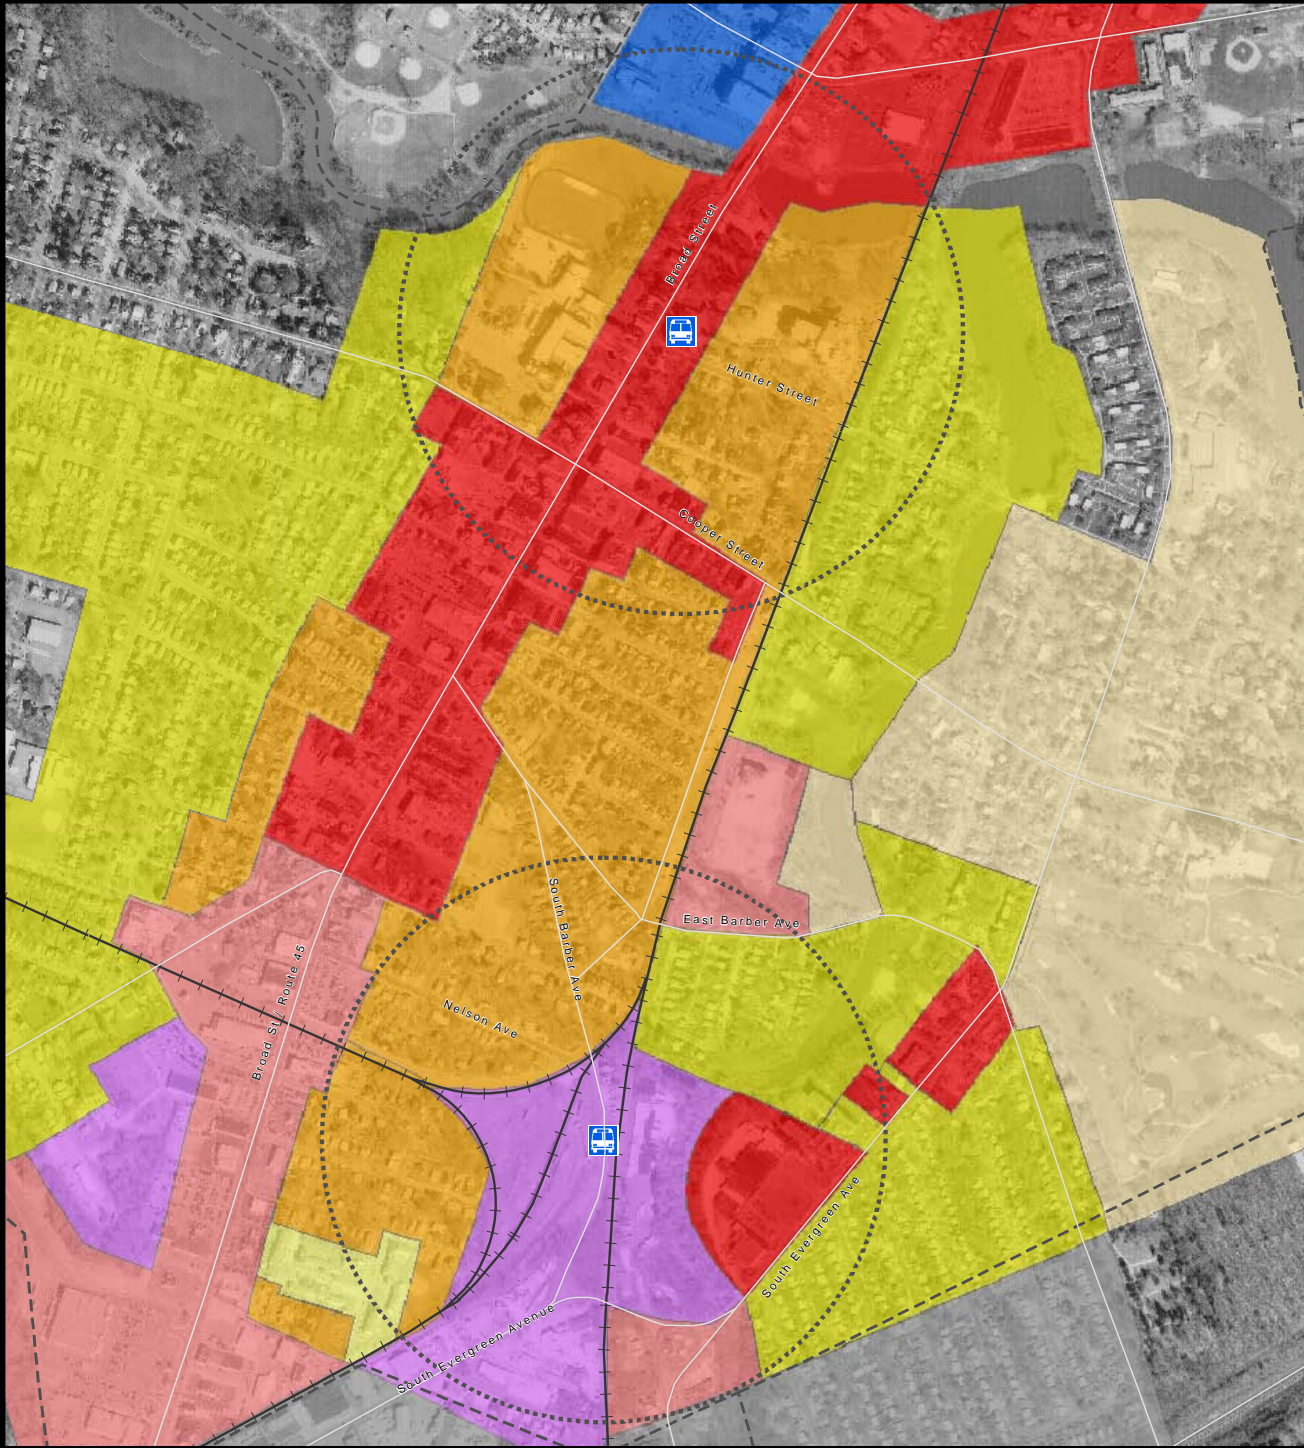 Broad Street
Hunter Street
Cooper Street
South Barber Ave
East Barber Ave
Broad St / Route 45
Nelson Ave
South Evergreen Ave
South Evergreen Avenue